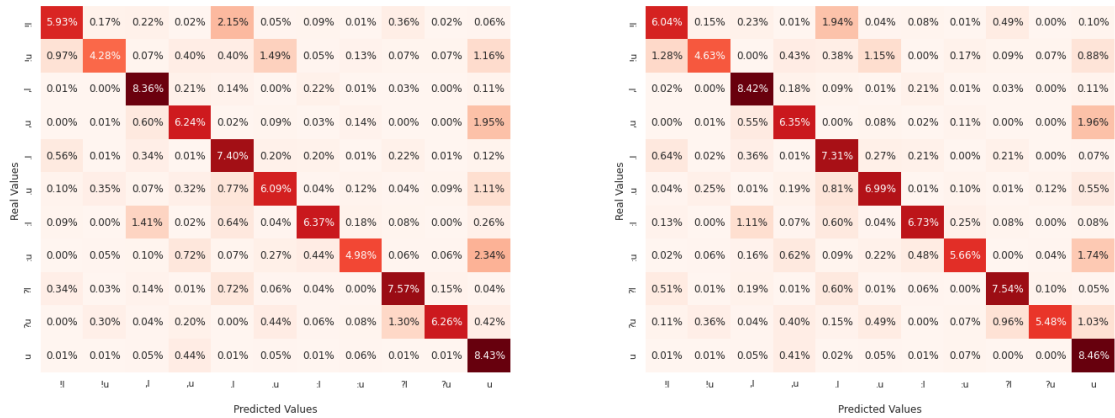 Real Values
!l 5.93% 0.17% 0.22% 0.02% 2.15% 0.05% 0.09% 0.01% 0.36% 0.02% 0.06%
!u 0.97% 4.28% 0.07% 0.40% 0.40% 1.49% 0.05% 0.13% 0.07% 0.07% 1.16%
,l 0.01% 0.00% 8.36% 0.21% 0.14% 0.00% 0.22% 0.01% 0.03% 0.00% 0.11%
,u 0.00% 0.01% 0.60% 6.24% 0.02% 0.09% 0.03% 0.14% 0.00% 0.00% 1.95%
.l 0.56% 0.01% 0.34% 0.01% 7.40% 0.20% 0.20% 0.01% 0.22% 0.01% 0.12%
.u 0.10% 0.35% 0.07% 0.32% 0.77% 6.09% 0.04% 0.12% 0.04% 0.09% 1.11%
:l 0.09% 0.00% 1.41% 0.02% 0.64% 0.04% 6.37% 0.18% 0.08% 0.00% 0.26%
:u 0.00% 0.05% 0.10% 0.72% 0.07% 0.27% 0.44% 4.98% 0.06% 0.06% 2.34%
?l 0.34% 0.03% 0.14% 0.01% 0.72% 0.06% 0.04% 0.00% 7.57% 0.15% 0.04%
?u 0.00% 0.30% 0.04% 0.20% 0.00% 0.44% 0.06% 0.08% 1.30% 6.26% 0.42%
u 0.01% 0.01% 0.05% 0.44% 0.01% 0.05% 0.01% 0.06% 0.01% 0.01% 8.43%
!l !u ,l ,u .l .u :l :u ?l ?u u
Predicted Values
Real Values
!l 6.04% 0.15% 0.23% 0.01% 1.94% 0.04% 0.08% 0.01% 0.49% 0.00% 0.10%
!u 1.28% 4.63% 0.00% 0.43% 0.38% 1.15% 0.00% 0.17% 0.09% 0.07% 0.88%
,l 0.02% 0.00% 8.42% 0.18% 0.09% 0.01% 0.21% 0.01% 0.03% 0.00% 0.11%
,u 0.00% 0.01% 0.55% 6.35% 0.00% 0.08% 0.02% 0.11% 0.00% 0.00% 1.96%
.l 0.64% 0.02% 0.36% 0.01% 7.31% 0.27% 0.21% 0.00% 0.21% 0.01% 0.07%
.u 0.04% 0.25% 0.01% 0.19% 0.81% 6.99% 0.01% 0.10% 0.01% 0.12% 0.55%
:l 0.13% 0.00% 1.11% 0.07% 0.60% 0.04% 6.73% 0.25% 0.08% 0.00% 0.08%
:u 0.02% 0.06% 0.16% 0.62% 0.09% 0.22% 0.48% 5.66% 0.00% 0.04% 1.74%
?l 0.51% 0.01% 0.19% 0.01% 0.60% 0.01% 0.06% 0.00% 7.54% 0.10% 0.05%
?u 0.11% 0.36% 0.04% 0.40% 0.15% 0.49% 0.00% 0.07% 0.96% 5.48% 1.03%
u 0.01% 0.01% 0.05% 0.41% 0.02% 0.05% 0.01% 0.07% 0.00% 0.00% 8.46%
!l !u ,l ,u .l .u :l :u ?l ?u u
Predicted Values